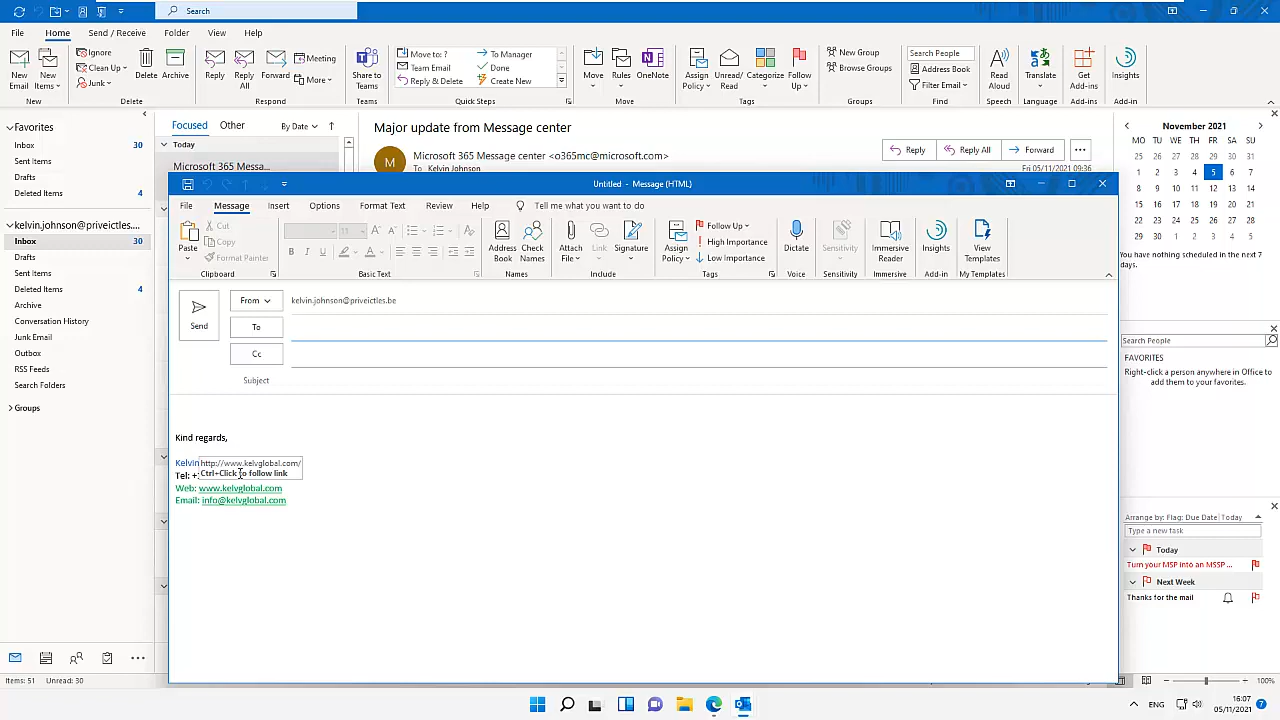 Search
File Home Send / Receive Folder View Help
New Email
New Items
Ignore
Clean Up
Junk
Delete
Archive
Reply
Reply All
Forward
Meeting
More
Share to Teams
Move to: ?
Team Email
Reply & Delete
To Manager
Done
Create New
Move
Rules
OneNote
Assign Policy
Unread/ Read
Categorize
Follow Up
New Group
Browse Groups
Search People
Address Book
Filter Email
Read Aloud
Translate
Get Add-ins
Insights
New Delete Respond Teams Quick Steps Move Tags Groups Find Speech Language Add-ins Add-in
Favorites
Inbox 30
Sent Items
Drafts
Deleted Items 4
kelvin.johnson@priveictles....
Inbox 30
Drafts
Sent Items
Deleted Items 4
Archive
Conversation History
Junk Email
Outbox
RSS Feeds
Search Folders
Groups
Focused Other By Date
Today
Microsoft 365 Messa...
Major update from Message center
M
Microsoft 365 Message center <o365mc@microsoft.com>
To Kelvin Johnson
Reply Reply All Forward
Fri 05/11/2021 09:36
Untitled - Message (HTML)
File Message Insert Options Format Text Review Help Tell me what you want to do
Paste
Cut
Copy
Format Painter
11
B I U
Address Book
Check Names
Attach File
Link
Signature
Assign Policy
Follow Up
High Importance
Low Importance
Dictate
Sensitivity
Immersive Reader
Insights
View Templates
Clipboard Basic Text Names Include Tags Voice Sensitivity Immersive Add-in My Templates
Send
From kelvin.johnson@priveictles.be
To
Cc
Subject
Kind regards,
Kelvin
http://www.kelvglobal.com/
Ctrl+Click to follow link
Tel: +
Web: www.kelvglobal.com
Email: info@kelvglobal.com
November 2021
MO TU WE TH FR SA SU
25 26 27 28 29 30 31
1 2 3 4 5 6 7
8 9 10 11 12 13 14
15 16 17 18 19 20 21
22 23 24 25 26 27 28
29 30 1 2 3 4 5
You have nothing scheduled in the next 7 days.
Search People
FAVORITES
Right-click a person anywhere in Office to add them to your favorites.
Arrange by: Flag: Due Date Today
Type a new task
Today
Turn your MSP into an MSSP ...
Next Week
Thanks for the mail
Items: 51 Unread: 30
100%
ENG
16:07
05/11/2021
7